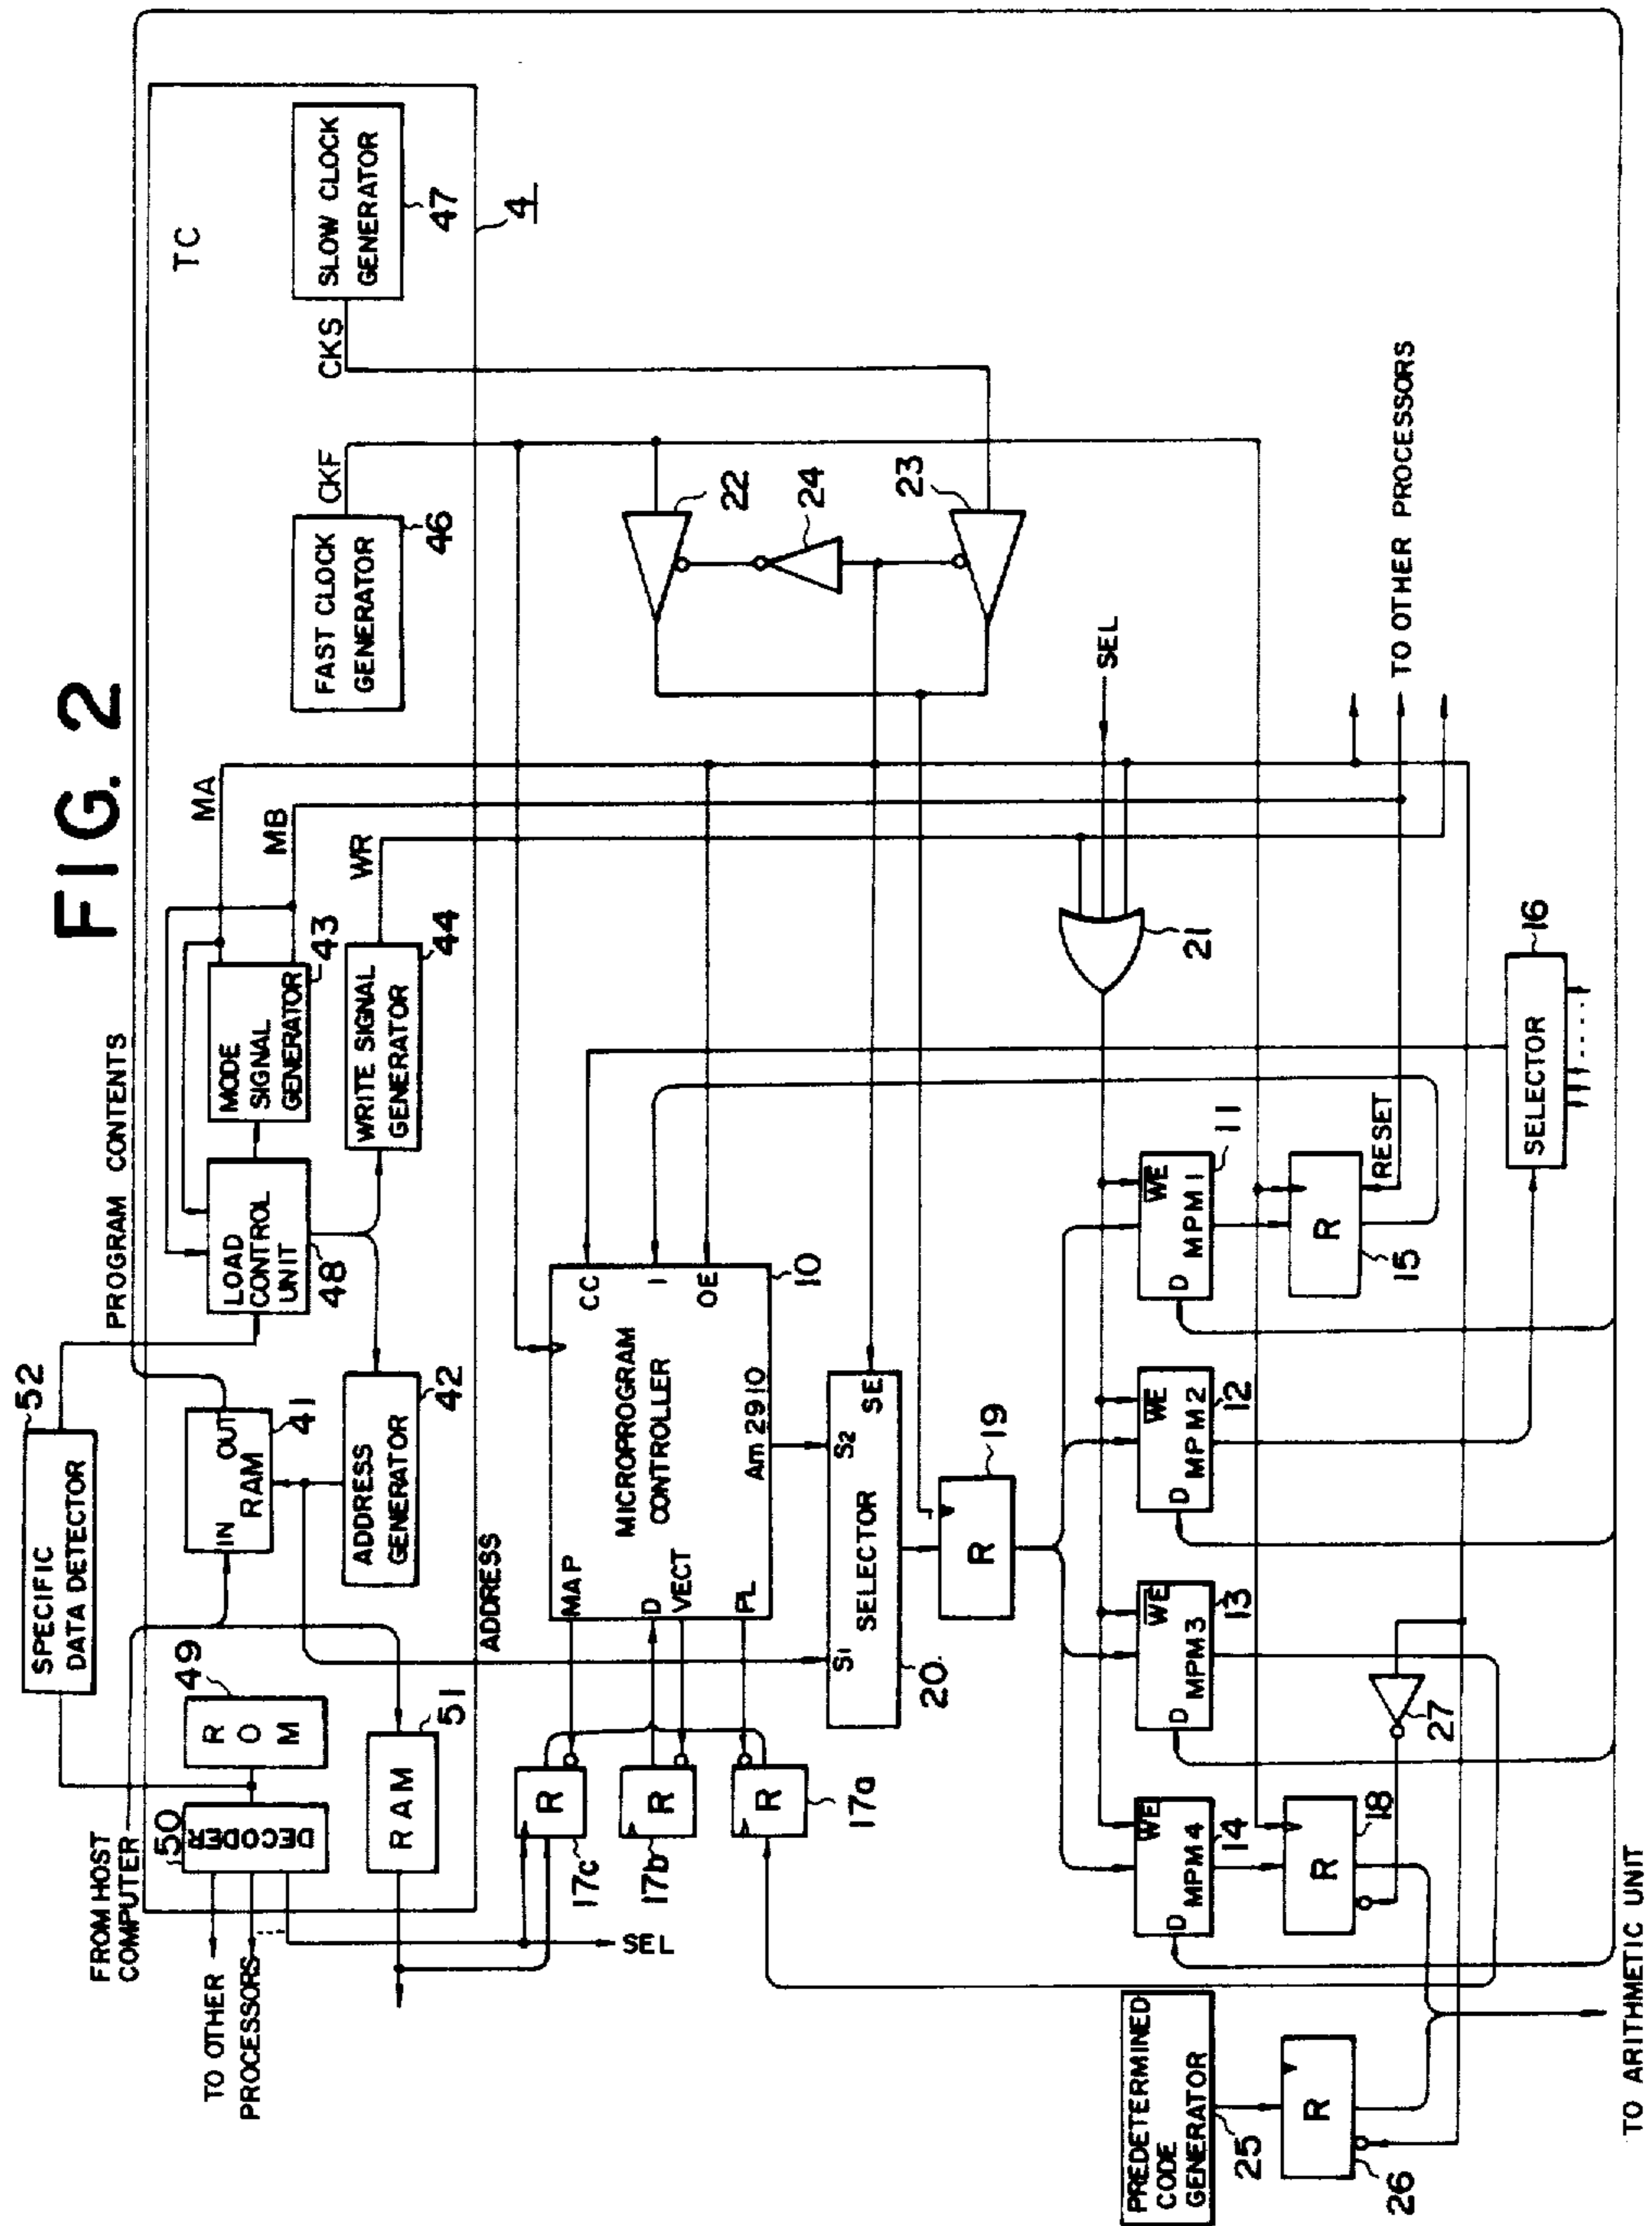 FIG. 2
TC
FROM HOST
COMPUTER
PROGRAM CONTENTS
SPECIFIC
DATA DETECTOR
52
TO OTHER
PROCESSORS
50
DECODER
49
ROM
IN
OUT
RAM
41
LOAD
CONTROL
UNIT
48
MODE
SIGNAL
GENERATOR
43
MA
MB
WR
FAST CLOCK
GENERATOR
46
CKF
SLOW CLOCK
GENERATOR
47
CKS
4
RAM
51
ADDRESS
GENERATOR
42
WRITE SIGNAL
GENERATOR
44
ADDRESS
SEL
R
17c
R
17b
R
17a
MAP
D
VECT
PL
MICROPROGRAM
CONTROLLER
Am 2910
CC
I
OE
10
S1
S2
SE
SELECTOR
20
R
19
22
24
23
SEL
21
TO OTHER PROCESSORS
D
WE
MPM4
14
D
WE
MPM3
13
D
WE
MPM2
12
D
WE
MPM1
11
R
18
27
R
15
RESET
SELECTOR
16
PREDETERMINED
CODE
GENERATOR
25
R
26
TO ARITHMETIC UNIT